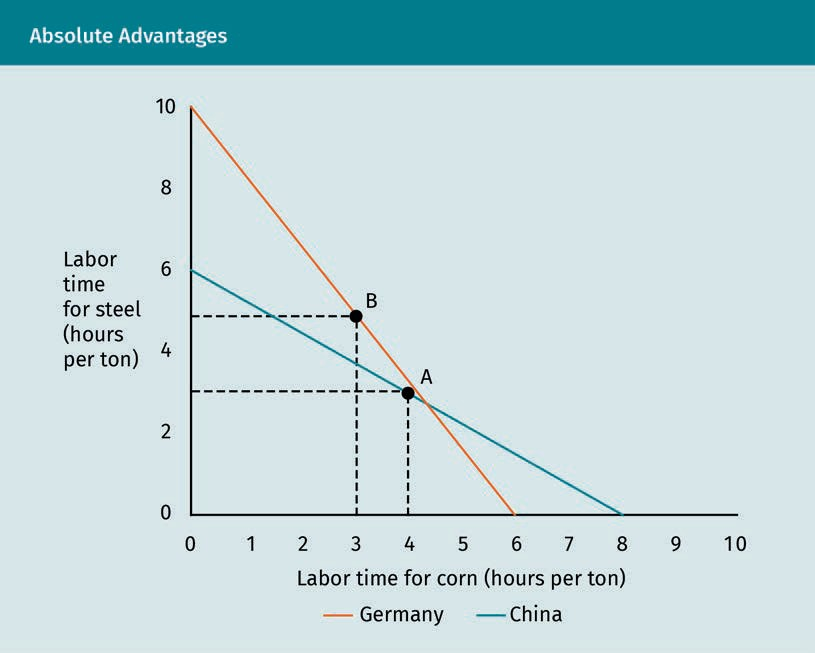 Absolute Advantages
10
8
6
4
2
0
Labor
time
for steel
(hours
per ton)
B
A
0 1 2 3 4 5 6 7 8 9 10
Labor time for corn (hours per ton)
Germany China